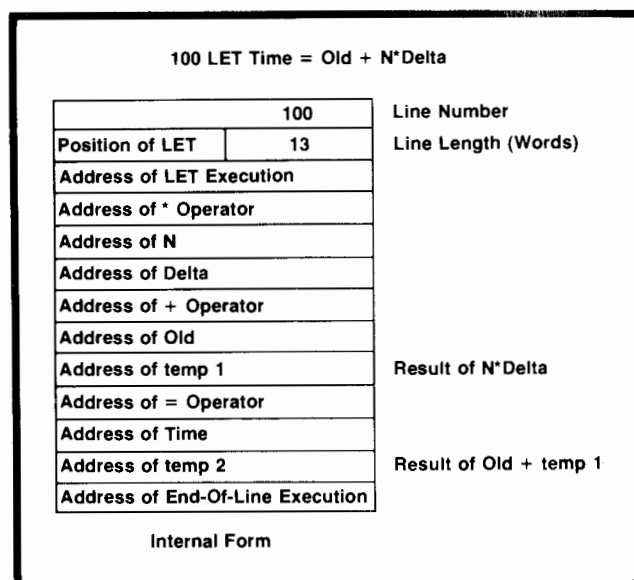 100 LET Time = Old + N*Delta
100 Line Number
Position of LET 13 Line Length (Words)
Address of LET Execution
Address of * Operator
Address of N
Address of Delta
Address of + Operator
Address of Old
Address of temp 1 Result of N*Delta
Address of = Operator
Address of Time
Address of temp 2 Result of Old + temp 1
Address of End-Of-Line Execution
Internal Form